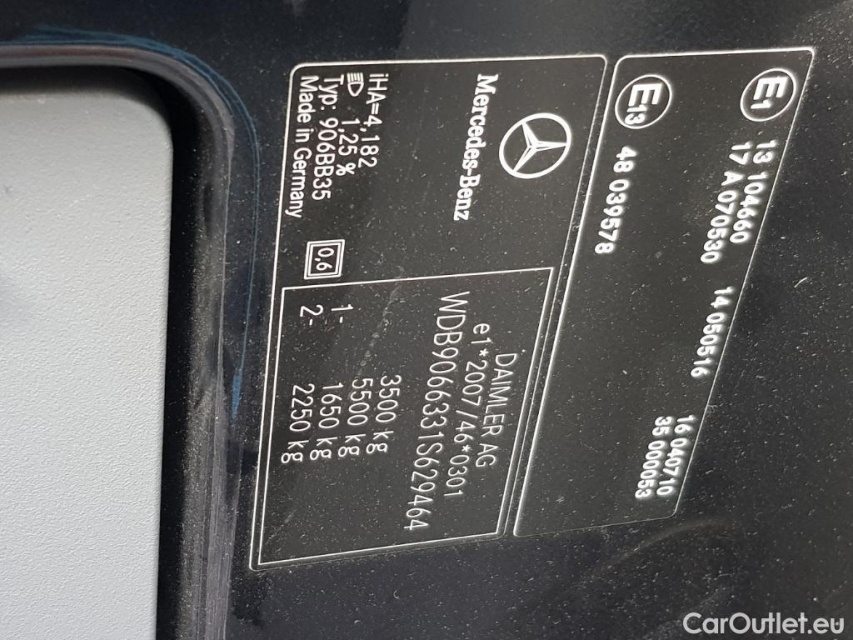 E1 13 104660 14 050516 16 040710
17 A 070530 35 000053
E13 48 039578
Mercedes-Benz
DAIMLER AG
e1*2007/46*0301
WDB9066331S629464
3500 kg
5500 kg
1- 1650 kg
2- 2250 kg
iHA=4,182
1,25 %
Typ: 906BB35
Made in Germany
0,6
CarOutlet.eu